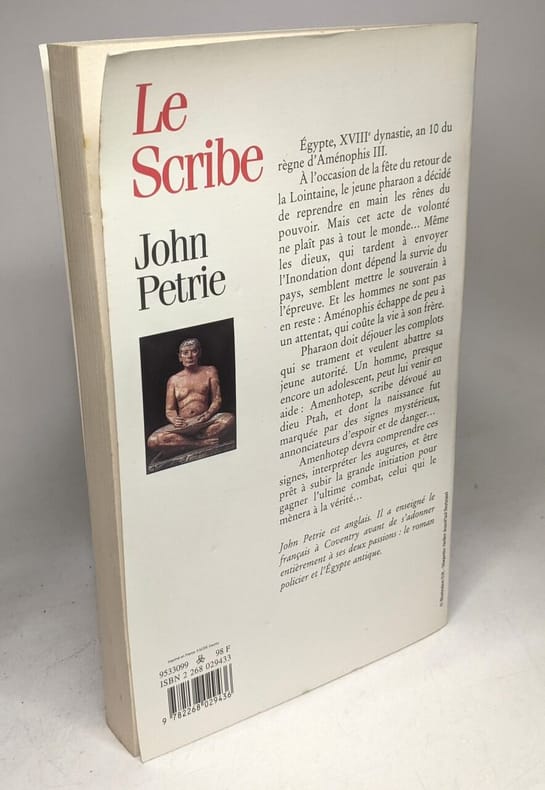 Le
Scribe
John
Petrie
Égypte, XVIIIᵉ dynastie, an 10 du
règne d'Aménophis III.
À l'occasion de la fête du retour de
la Lointaine, le jeune pharaon a décidé
de reprendre en main les rênes du
pouvoir. Mais cet acte de volonté
ne plaît pas à tout le monde... Même
les dieux, qui tardent à envoyer
l'Inondation dont dépend la survie du
pays, semblent mettre le souverain à
l'épreuve. Et les hommes ne sont pas
en reste : Aménophis échappe de peu à
un attentat, qui coûte la vie à son frère.
Pharaon doit déjouer les complots
qui se trament et veulent abattre sa
jeune autorité. Un homme, presque
encore un adolescent, peut lui venir en
aide : Amenhotep, scribe dévoué au
dieu Ptah, et dont la naissance fut
marquée par des signes mystérieux,
annonciateurs d'espoir et de danger...
Amenhotep devra comprendre ces
signes, interpréter les augures, et être
prêt à subir la grande initiation pour
gagner l'ultime combat, celui qui le
mènera à la vérité...
John Petrie est anglais. Il a enseigné le
français à Coventry avant de s'adonner
entièrement à ses deux passions : le roman
policier et l'Égypte antique.
9533099 98 F
ISBN 2 268 029433
9 782268 029436